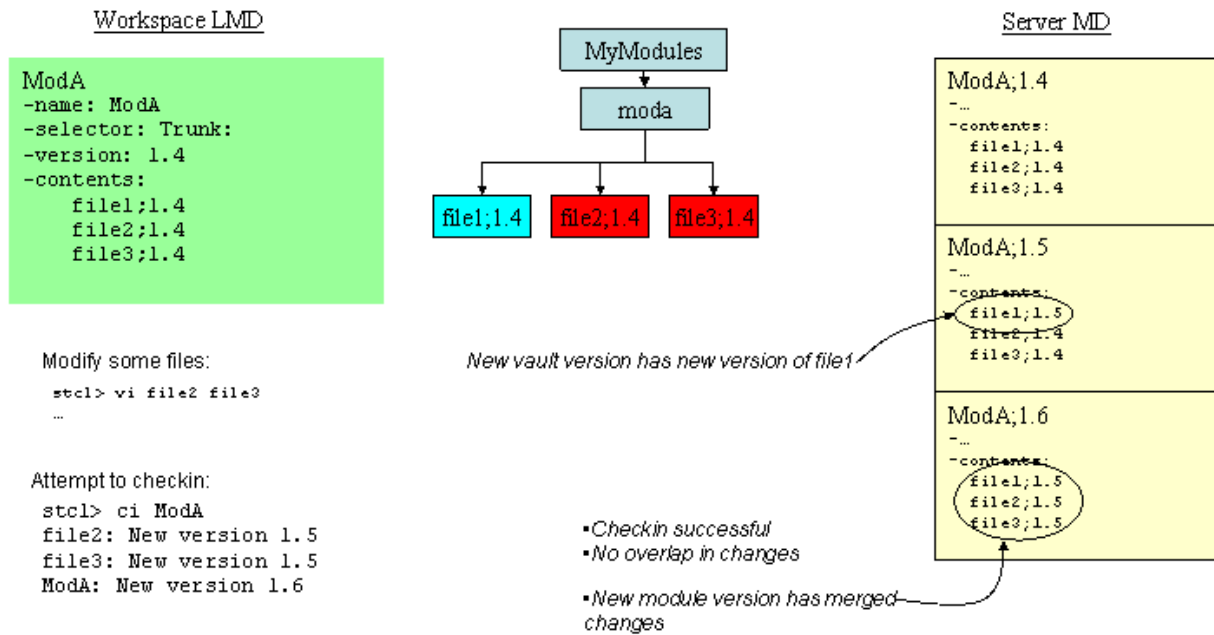 Workspace LMD
ModA
-name: ModA
-selector: Trunk:
-version: 1.4
-contents:
file1;1.4
file2;1.4
file3;1.4
Modify some files:
stcl> vi file2 file3
…
Attempt to checkin:
stcl> ci ModA
file2: New version 1.5
file3: New version 1.5
ModA: New version 1.6
MyModules
moda
file1;1.4
file2;1.4
file3;1.4
New vault version has new version of file1
▪Checkin successful
▪No overlap in changes
▪New module version has merged
changes
Server MD
ModA;1.4
-…
-contents:
file1;1.4
file2;1.4
file3;1.4
ModA;1.5
-…
-contents:
file1;1.5
file2;1.4
file3;1.4
ModA;1.6
-…
-contents:
file1;1.5
file2;1.5
file3;1.5